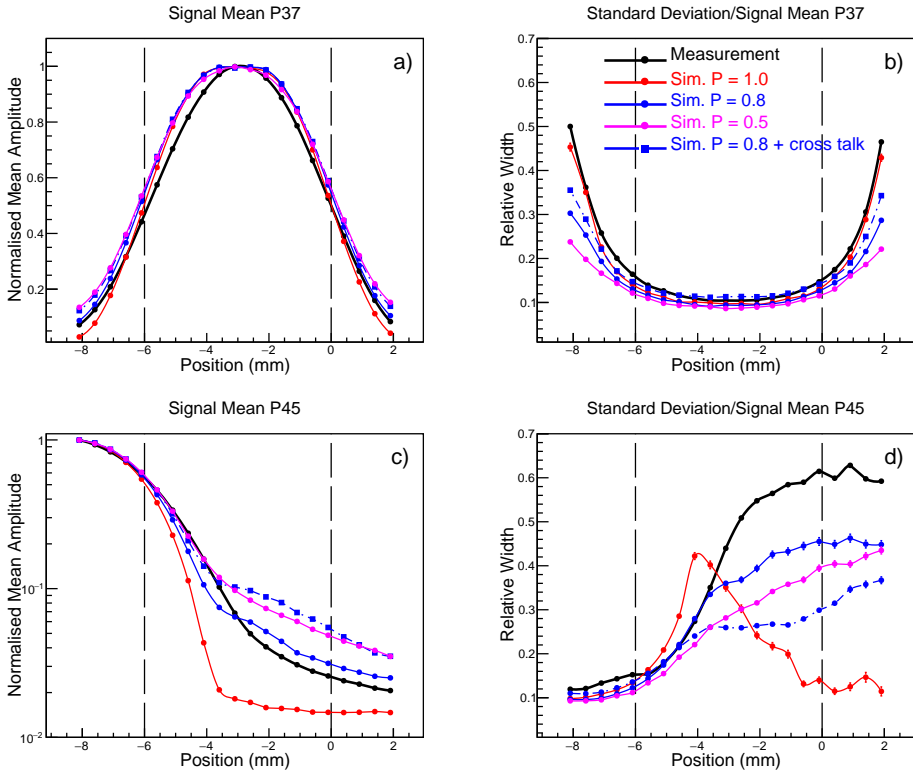 Signal Mean P37
a)
Normalised Mean Amplitude
1
0.8
0.6
0.4
0.2
−8 −6 −4 −2 0 2
Position (mm)
Standard Deviation/Signal Mean P37
b)
Measurement
Sim. P = 1.0
Sim. P = 0.8
Sim. P = 0.5
Sim. P = 0.8 + cross talk
Relative Width
0.7
0.6
0.5
0.4
0.3
0.2
0.1
−8 −6 −4 −2 0 2
Position (mm)
Signal Mean P45
c)
Normalised Mean Amplitude
1
10−1
10−2
−8 −6 −4 −2 0 2
Position (mm)
Standard Deviation/Signal Mean P45
d)
Relative Width
0.7
0.6
0.5
0.4
0.3
0.2
0.1
−8 −6 −4 −2 0 2
Position (mm)